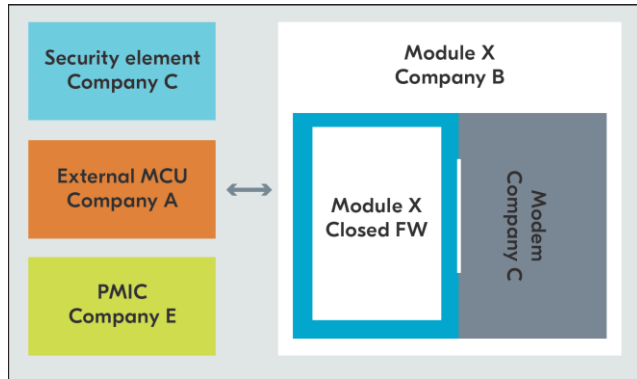 Security element
Company C
External MCU
Company A
PMIC
Company E
Module X
Company B
Module X
Closed FW
Modem
Company C